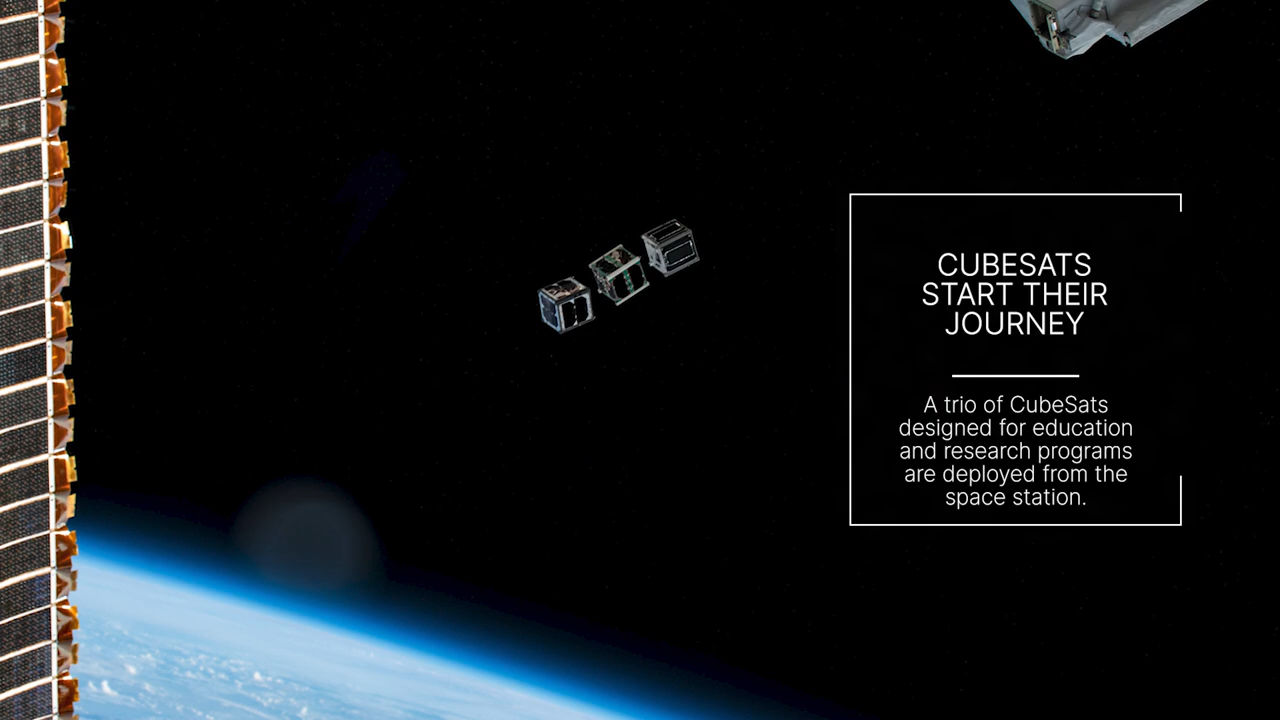 CUBESATS
START THEIR
JOURNEY
A trio of CubeSats
designed for education
and research programs
are deployed from the
space station.